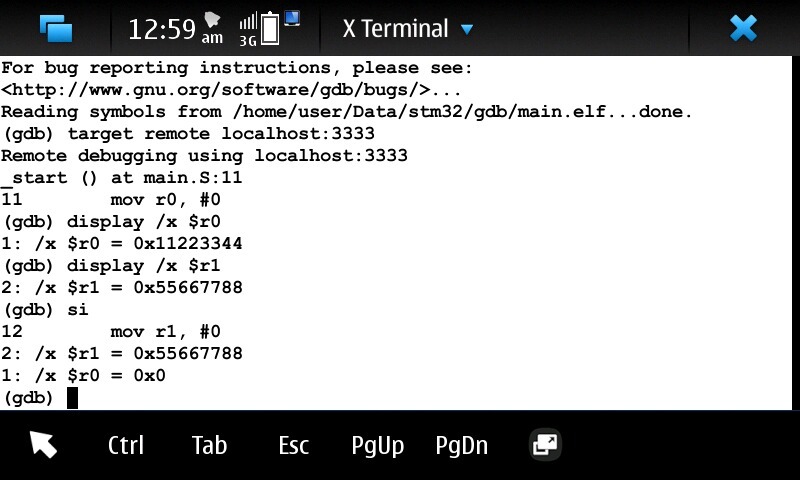 12:59 am 3G X Terminal
For bug reporting instructions, please see:
<http://www.gnu.org/software/gdb/bugs/>...
Reading symbols from /home/user/Data/stm32/gdb/main.elf...done.
(gdb) target remote localhost:3333
Remote debugging using localhost:3333
_start () at main.S:11
11        mov r0, #0
(gdb) display /x $r0
1: /x $r0 = 0x11223344
(gdb) display /x $r1
2: /x $r1 = 0x55667788
(gdb) si
12        mov r1, #0
2: /x $r1 = 0x55667788
1: /x $r0 = 0x0
(gdb)
Ctrl Tab Esc PgUp PgDn